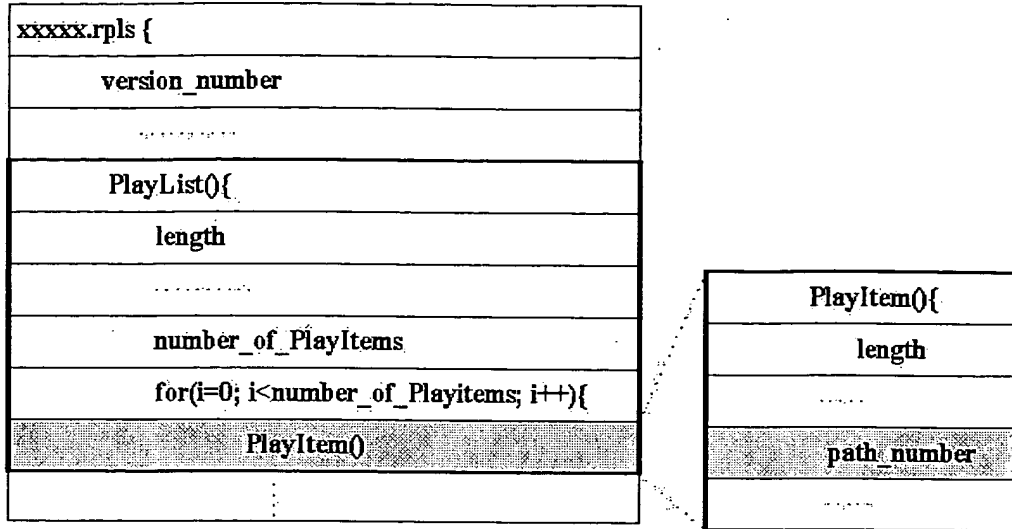 xxxxx.rpls {
version_number
..........
PlayList(){
length
..........
number_of_PlayItems
for(i=0; i<number_of_Playitems; i++){
PlayItem()
PlayItem(){
length
......
path_number
......